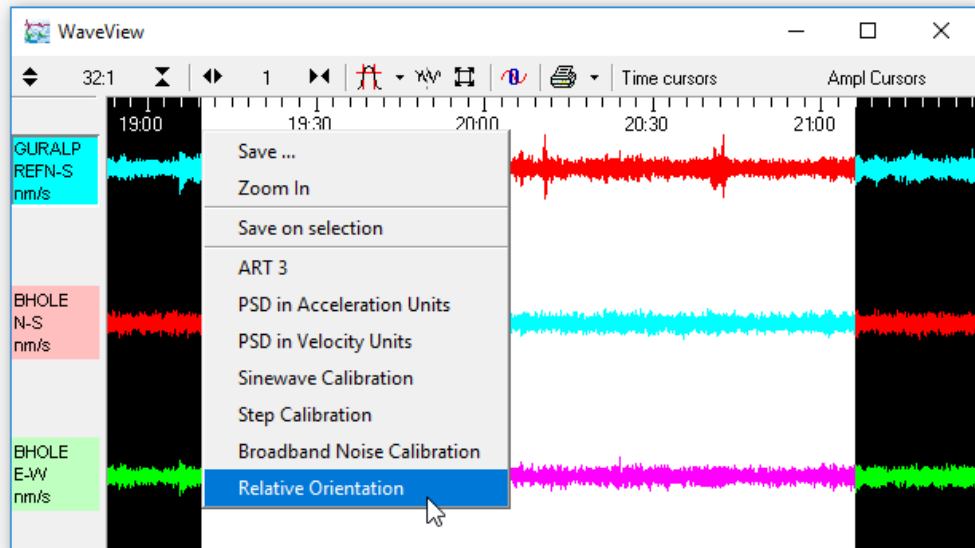 WaveView
32:1 1 Time cursors Ampl Cursors
19:00 19:30 20:00 20:30 21:00
GURALP
REFN-S
nm/s
Save ...
Zoom In
Save on selection
ART 3
PSD in Acceleration Units
PSD in Velocity Units
Sinewave Calibration
Step Calibration
Broadband Noise Calibration
Relative Orientation
BHOLE
N-S
nm/s
BHOLE
E-W
nm/s